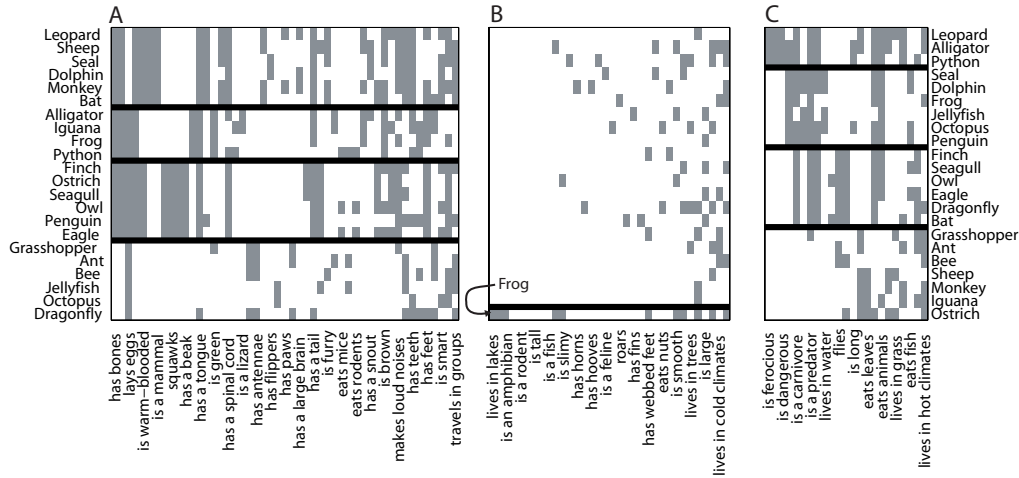 A
B
C
Leopard
Sheep
Seal
Dolphin
Monkey
Bat
Alligator
Iguana
Frog
Python
Finch
Ostrich
Seagull
Owl
Penguin
Eagle
Grasshopper
Ant
Bee
Jellyfish
Octopus
Dragonfly
Frog
Leopard
Alligator
Python
Seal
Dolphin
Frog
Jellyfish
Octopus
Penguin
Finch
Seagull
Owl
Eagle
Dragonfly
Bat
Grasshopper
Ant
Bee
Sheep
Monkey
Iguana
Ostrich
has bones
lays eggs
is warm-blooded
is a mammal
squawks
has a beak
has a tongue
is green
has a spinal cord
is a lizard
has antennae
has flippers
has paws
has a large brain
has a tail
is furry
eats mice
eats rodents
has a snout
is brown
makes loud noises
has teeth
has feet
is smart
travels in groups
lives in lakes
is an amphibian
is a rodent
is tall
is a fish
is slimy
has horns
has hooves
is a feline
roars
has fins
has webbed feet
eats nuts
is smooth
lives in trees
is large
lives in cold climates
is ferocious
is dangerous
is a carnivore
is a predator
lives in water
flies
is long
eats leaves
eats animals
lives in grass
eats fish
lives in hot climates